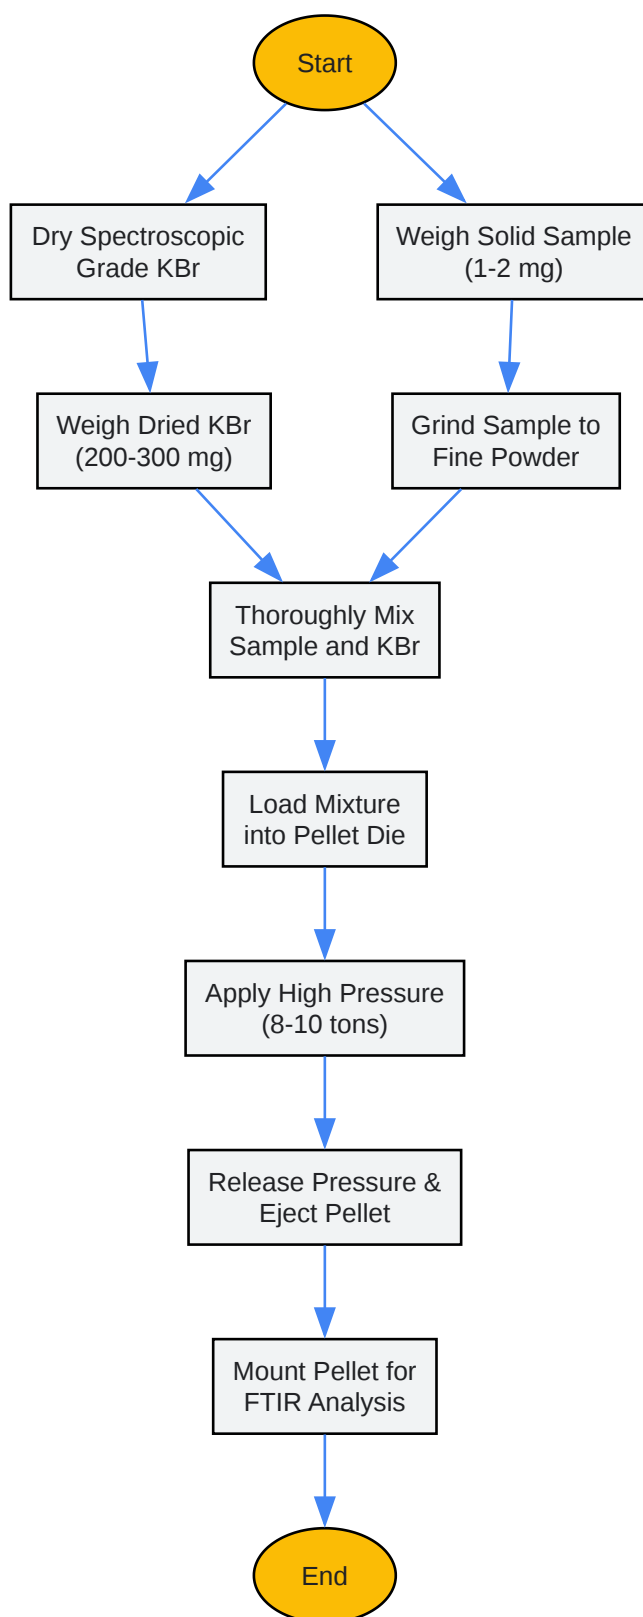 Start
Dry Spectroscopic
Grade KBr
Weigh Solid Sample
(1-2 mg)
Weigh Dried KBr
(200-300 mg)
Grind Sample to
Fine Powder
Thoroughly Mix
Sample and KBr
Load Mixture
into Pellet Die
Apply High Pressure
(8-10 tons)
Release Pressure &
Eject Pellet
Mount Pellet for
FTIR Analysis
End